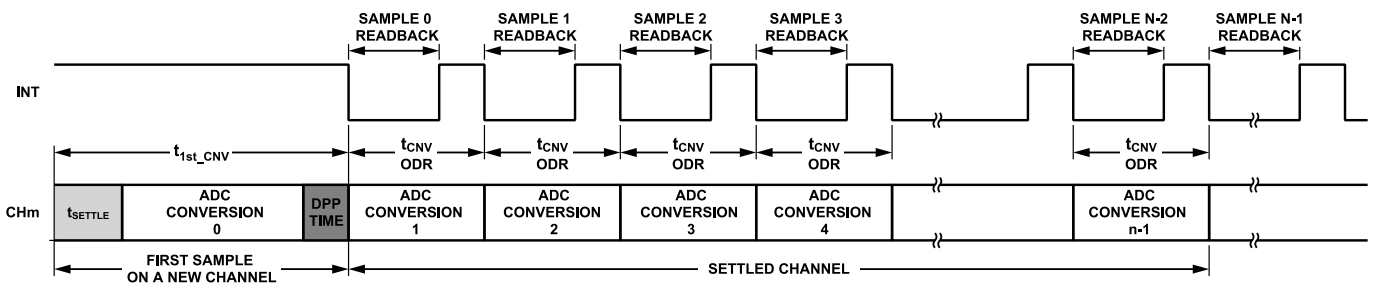 SAMPLE 0
READBACK
SAMPLE 1
READBACK
SAMPLE 2
READBACK
SAMPLE 3
READBACK
SAMPLE N-2
READBACK
SAMPLE N-1
READBACK
INT
t1st_CNV
tCNV
ODR
tCNV
ODR
tCNV
ODR
tCNV
ODR
tCNV
ODR
CHm
tSETTLE
ADC
CONVERSION
0
DPP
TIME
ADC
CONVERSION
1
ADC
CONVERSION
2
ADC
CONVERSION
3
ADC
CONVERSION
4
ADC
CONVERSION
n-1
FIRST SAMPLE
ON A NEW CHANNEL
SETTLED CHANNEL